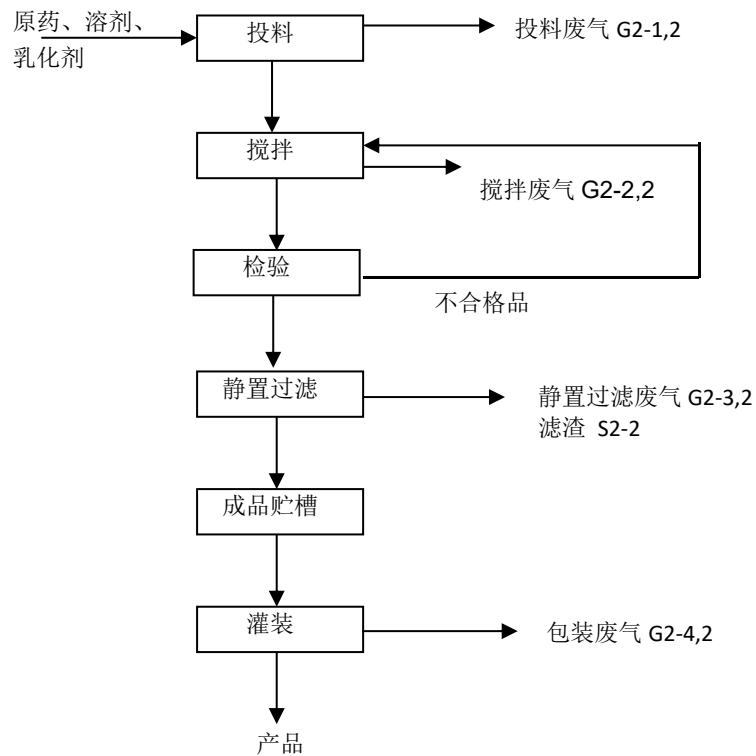 原药、溶剂、
乳化剂
投料
投料废气 G2-1,2
搅拌
搅拌废气 G2-2,2
检验
不合格品
静置过滤
静置过滤废气 G2-3,2
滤渣 S2-2
成品贮槽
灌装
包装废气 G2-4,2
产品